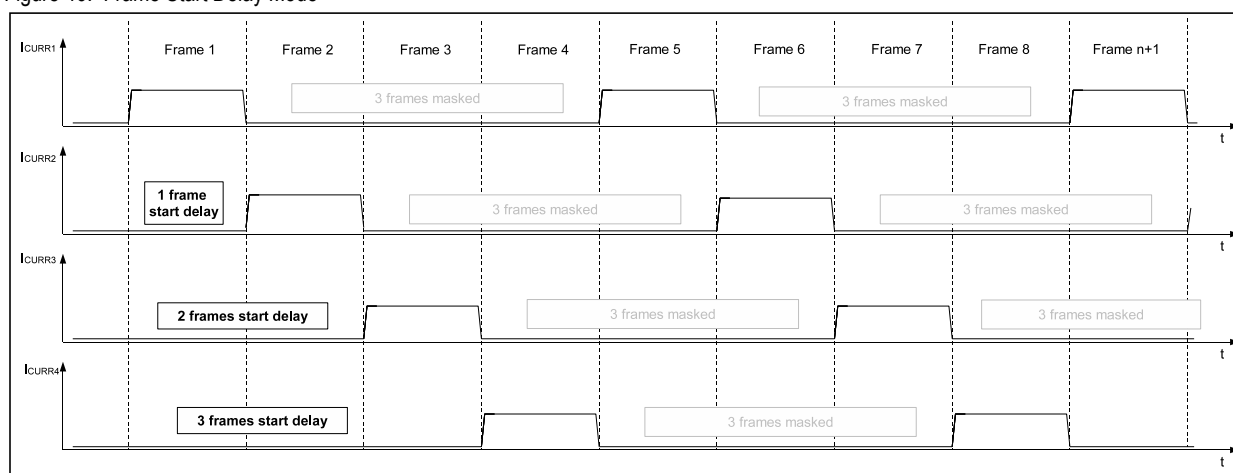 Figure 15: Frame Start Delay Mode
ICURR1
Frame 1
Frame 2
Frame 3
Frame 4
Frame 5
Frame 6
Frame 7
Frame 8
Frame n+1
3 frames masked
3 frames masked
t
ICURR2
1 frame
start delay
3 frames masked
3 frames masked
t
ICURR3
2 frames start delay
3 frames masked
3 frames masked
t
ICURR4
3 frames start delay
3 frames masked
t